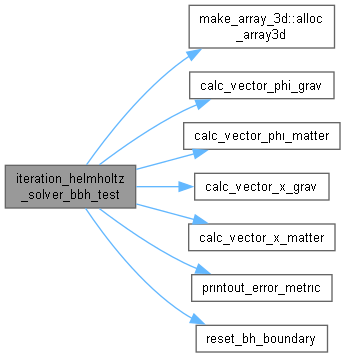 make_array_3d::alloc
_array3d
calc_vector_phi_grav
calc_vector_phi_matter
iteration_helmholtz
_solver_bbh_test
calc_vector_x_grav
calc_vector_x_matter
printout_error_metric
reset_bh_boundary